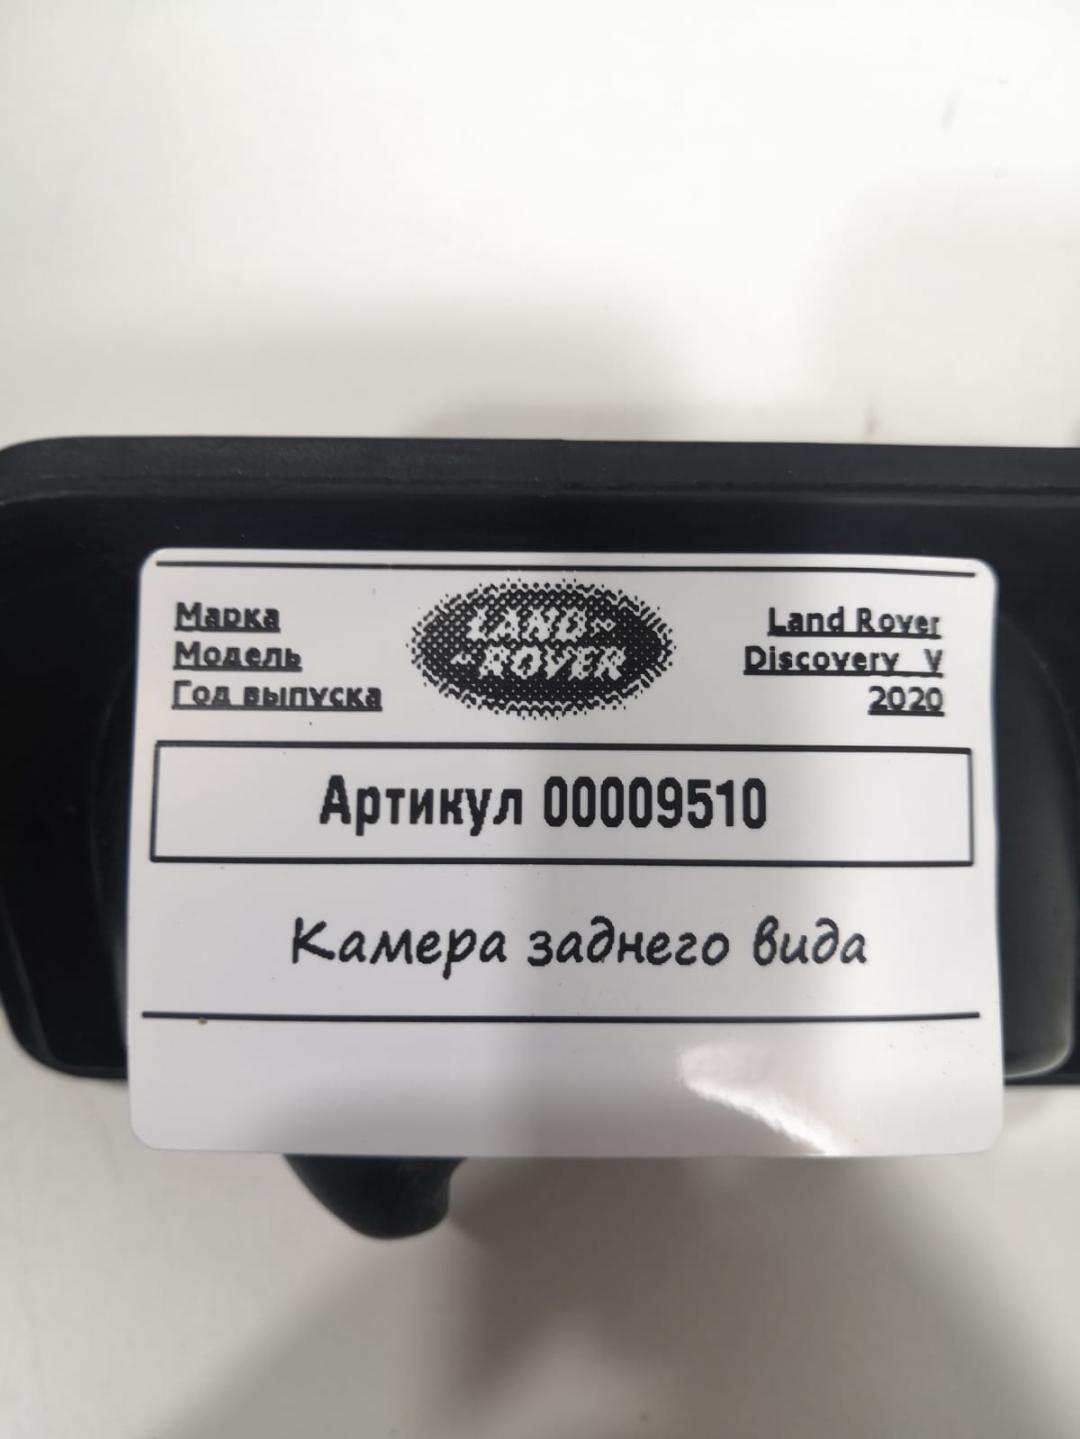 Марка LAND- Land Rover
Модель -ROVER Discovery V
Год выпуска 2020
Артикул 00009510
Камера заднего вида